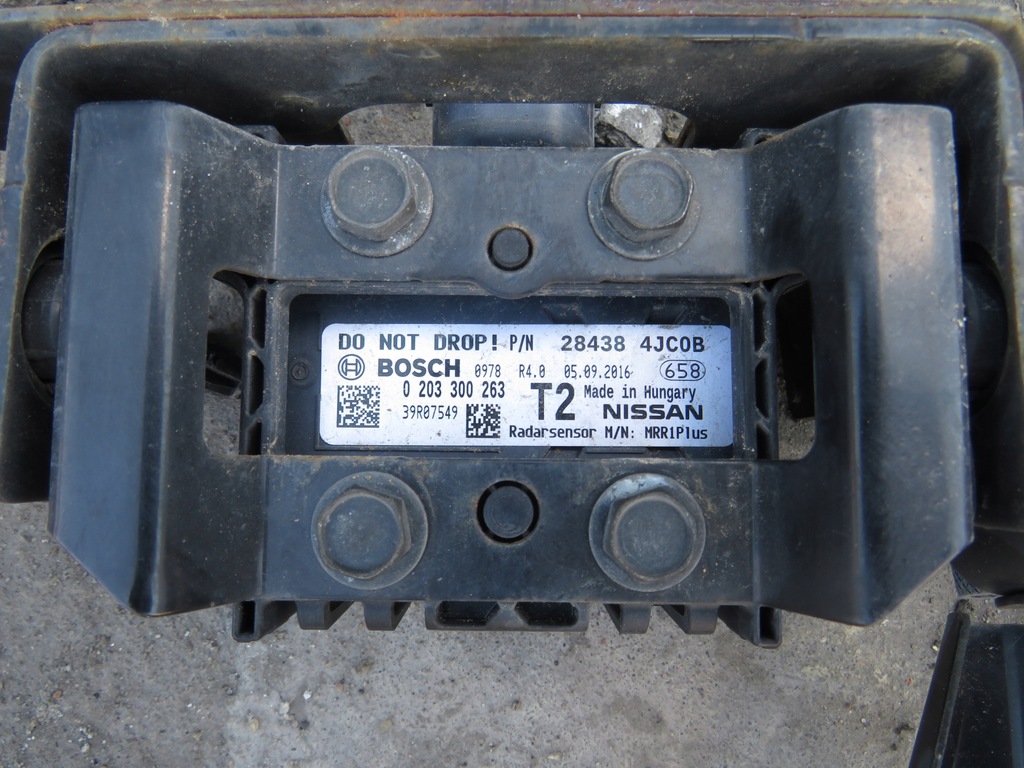 DO NOT DROP! P/N 28438 4JC0B
BOSCH 0978 R4.0 05.09.2016 658
0 203 300 263 T2 Made in Hungary
39R07549 NISSAN
Radarsensor M/N: MRR1Plus